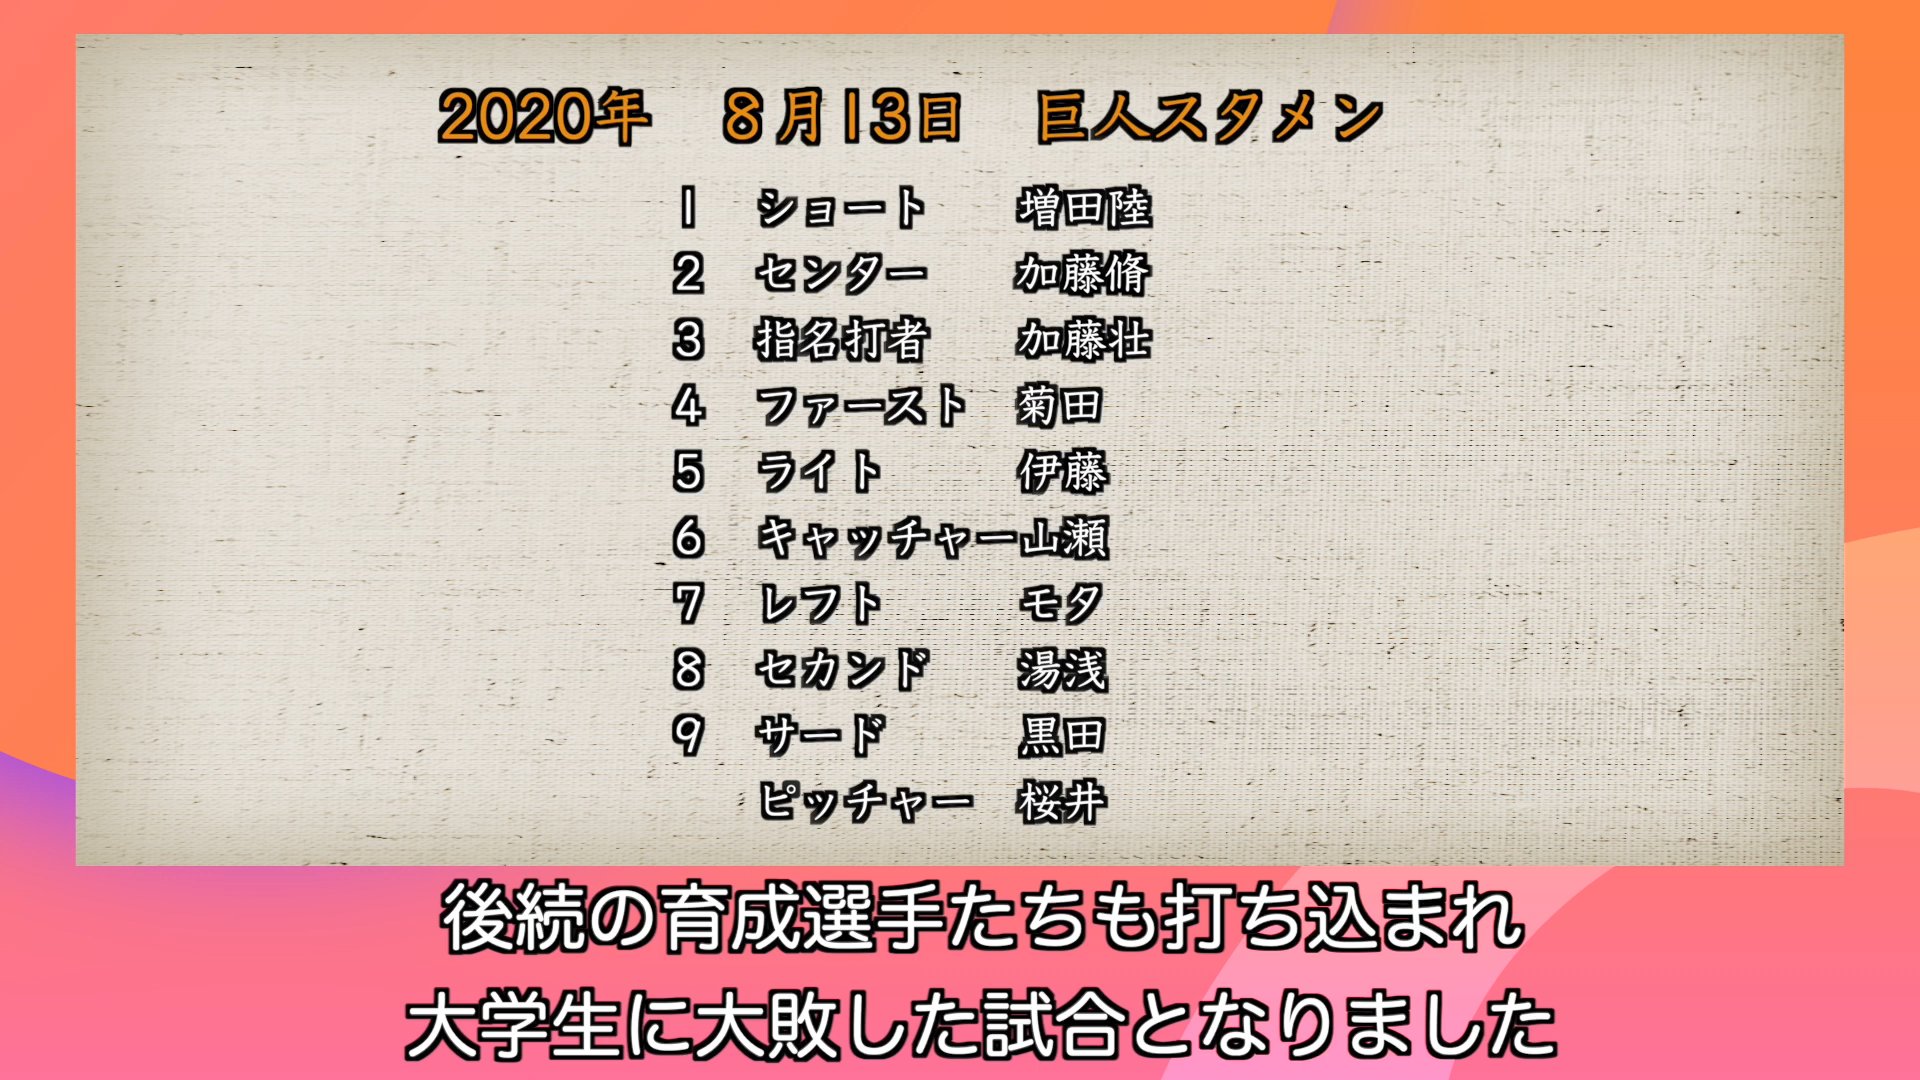 2020年 8月13日 巨人スタメン
1 ショート 増田陸
2 センター 加藤脩
3 指名打者 加藤壮
4 ファースト 菊田
5 ライト 伊藤
6 キャッチャー 山瀬
7 レフト モタ
8 セカンド 湯浅
9 サード 黒田
ピッチャー 桜井
後続の育成選手たちも打ち込まれ
大学生に大敗した試合となりました